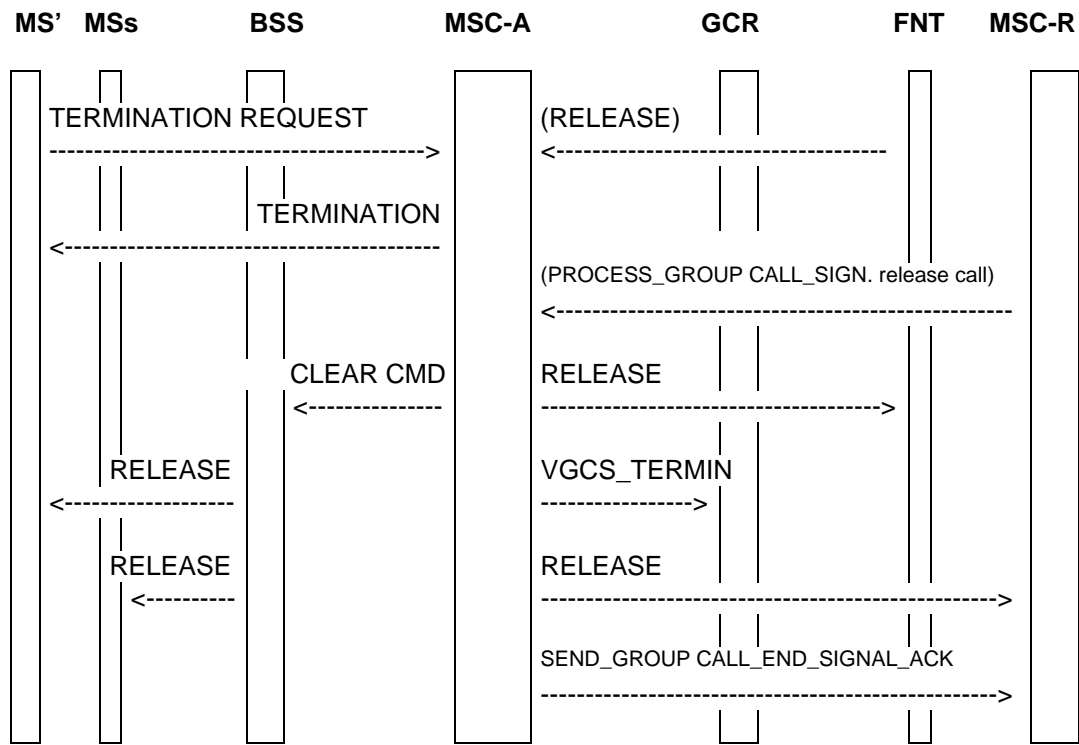 MS’ MSs BSS MSC-A GCR FNT MSC-R
TERMINATION REQUEST (RELEASE)
----------------------------------------> <------------------------------------
TERMINATION
<-----------------------------------------
(PROCESS_GROUP CALL_SIGN. release call)
<--------------------------------------------------
CLEAR CMD RELEASE
<--------------- ------------------------------------->
RELEASE VGCS_TERMIN
<------------------- ----------------->
RELEASE RELEASE
<---------- -------------------------------------------------->
SEND_GROUP CALL_END_SIGNAL_ACK
-------------------------------------------------->